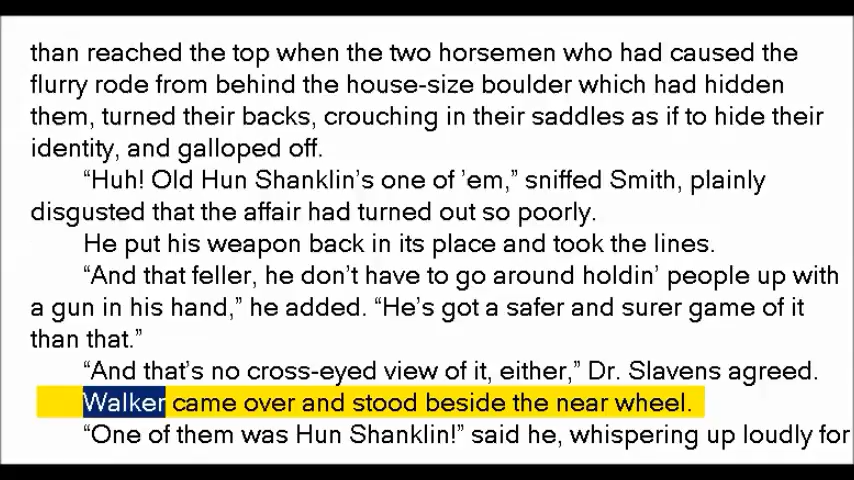 than reached the top when the two horsemen who had caused the
flurry rode from behind the house-size boulder which had hidden
them, turned their backs, crouching in their saddles as if to hide their
identity, and galloped off.
“Huh! Old Hun Shanklin’s one of ’em,” sniffed Smith, plainly
disgusted that the affair had turned out so poorly.
He put his weapon back in its place and took the lines.
“And that feller, he don’t have to go around holdin’ people up with
a gun in his hand,” he added. “He’s got a safer and surer game of it
than that.”
“And that’s no cross-eyed view of it, either,” Dr. Slavens agreed.
Walker came over and stood beside the near wheel.
“One of them was Hun Shanklin!” said he, whispering up loudly for